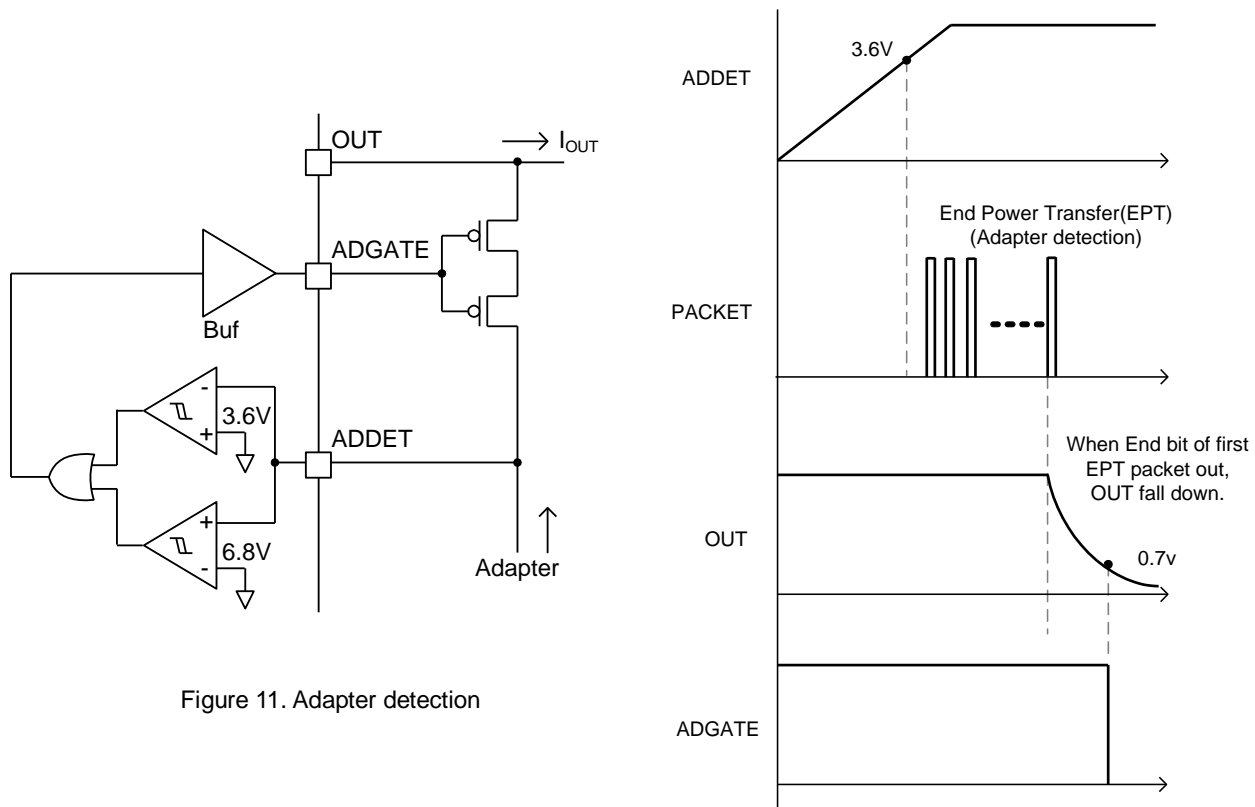 OUT
IOUT
ADGATE
Buf
-
3.6V
+
ADDET
+
6.8V
-
Adapter
Figure 11. Adapter detection
ADDET
3.6V
End Power Transfer(EPT)
(Adapter detection)
PACKET
When End bit of first
EPT packet out,
OUT fall down.
OUT
0.7v
ADGATE